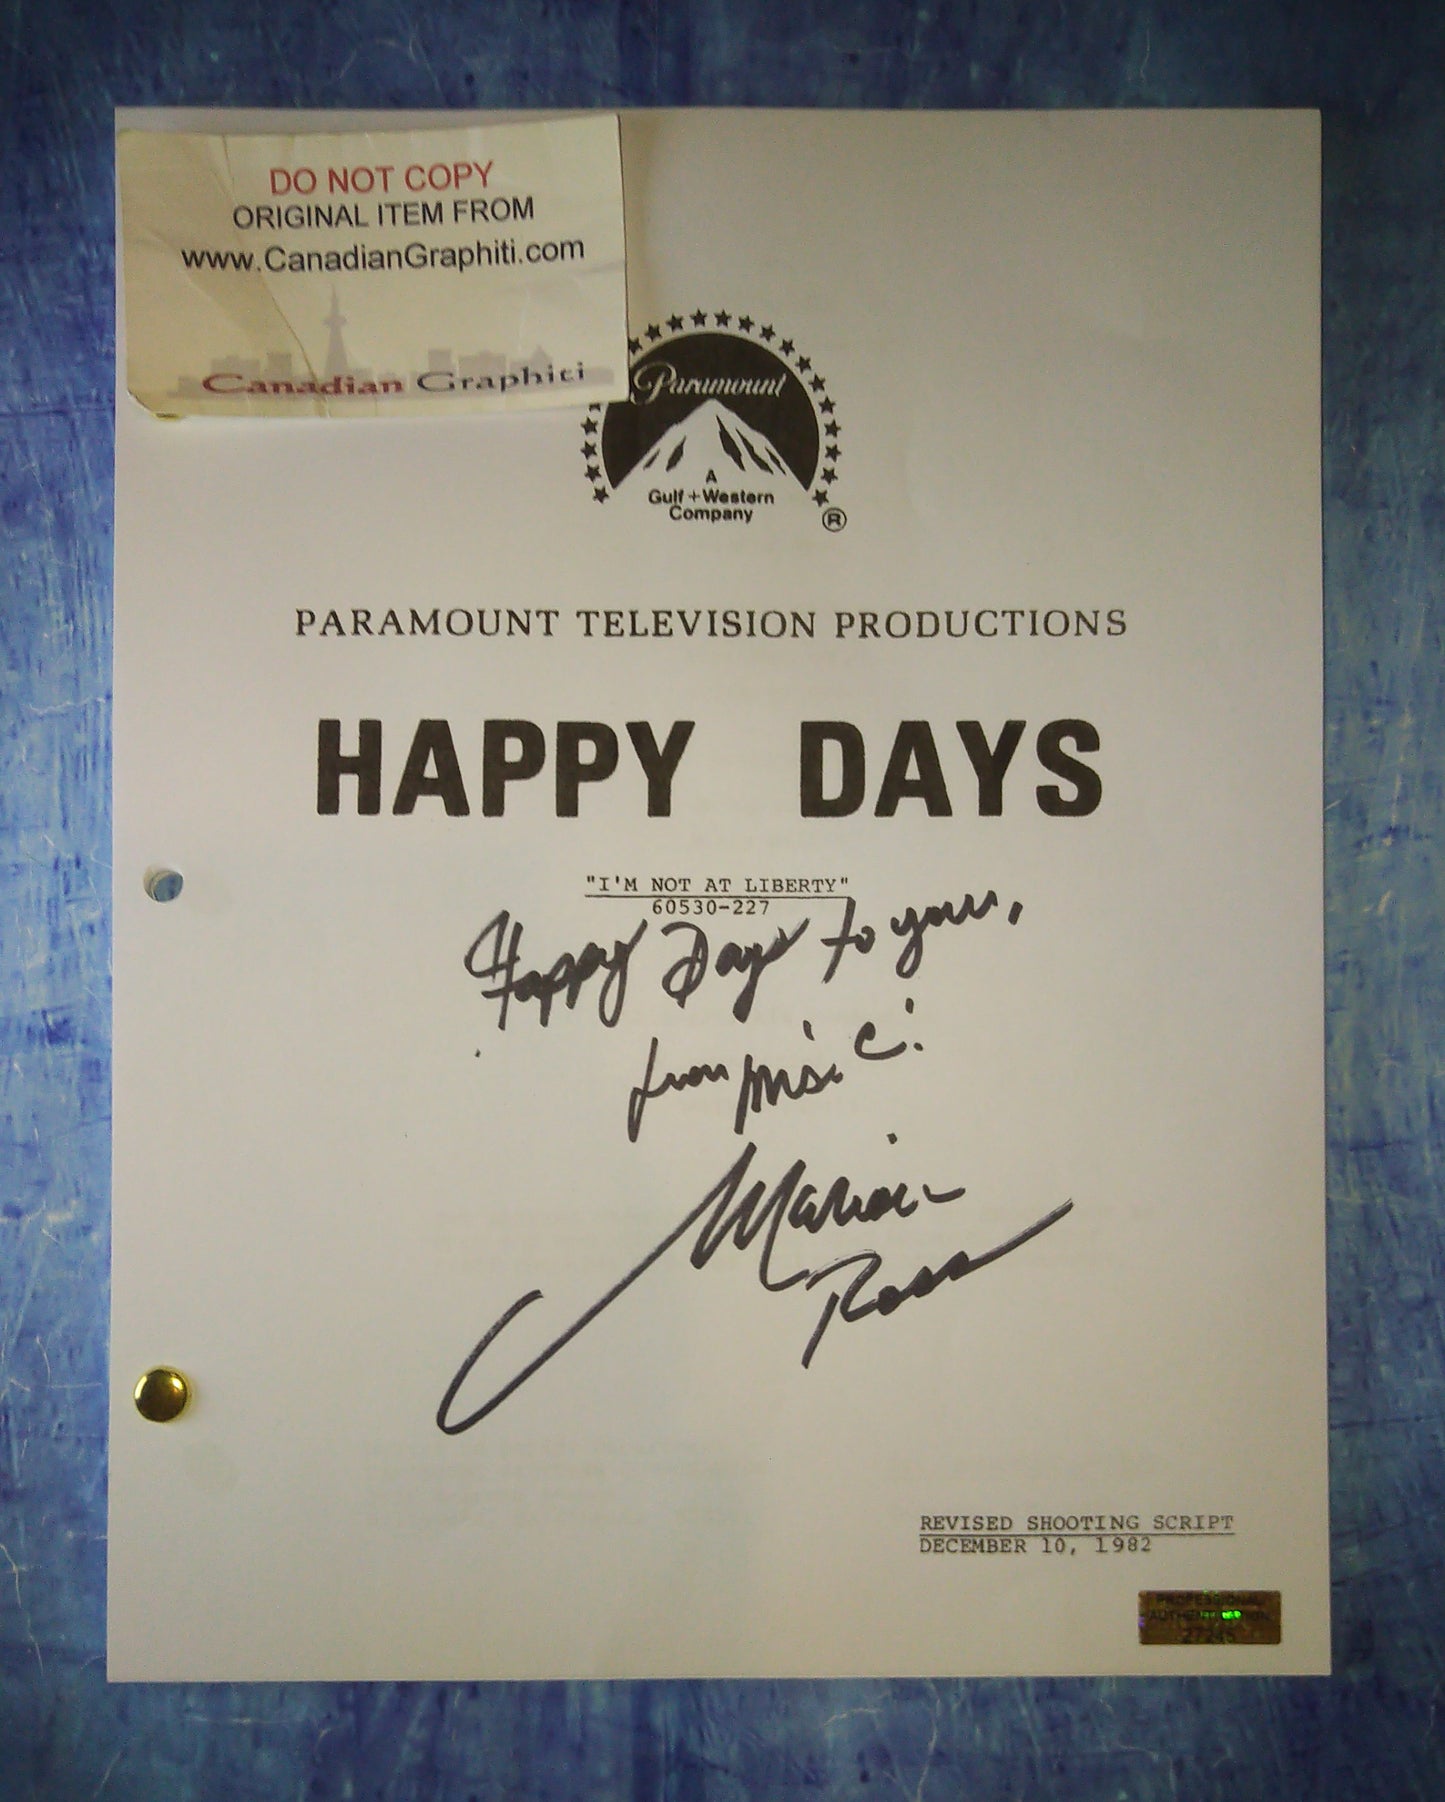 DO NOT COPY
ORIGINAL ITEM FROM
www.CanadianGraphiti.com
Canadian Graphiti
Paramount
A
Gulf+Western
Company
®
PARAMOUNT TELEVISION PRODUCTIONS
HAPPY DAYS
"I'M NOT AT LIBERTY"
60530-227
Happy Days to you,
from Mrs. C!
Marion
Ross
REVISED SHOOTING SCRIPT
DECEMBER 10, 1982
PROFESSIONAL
AUTHENTICATION